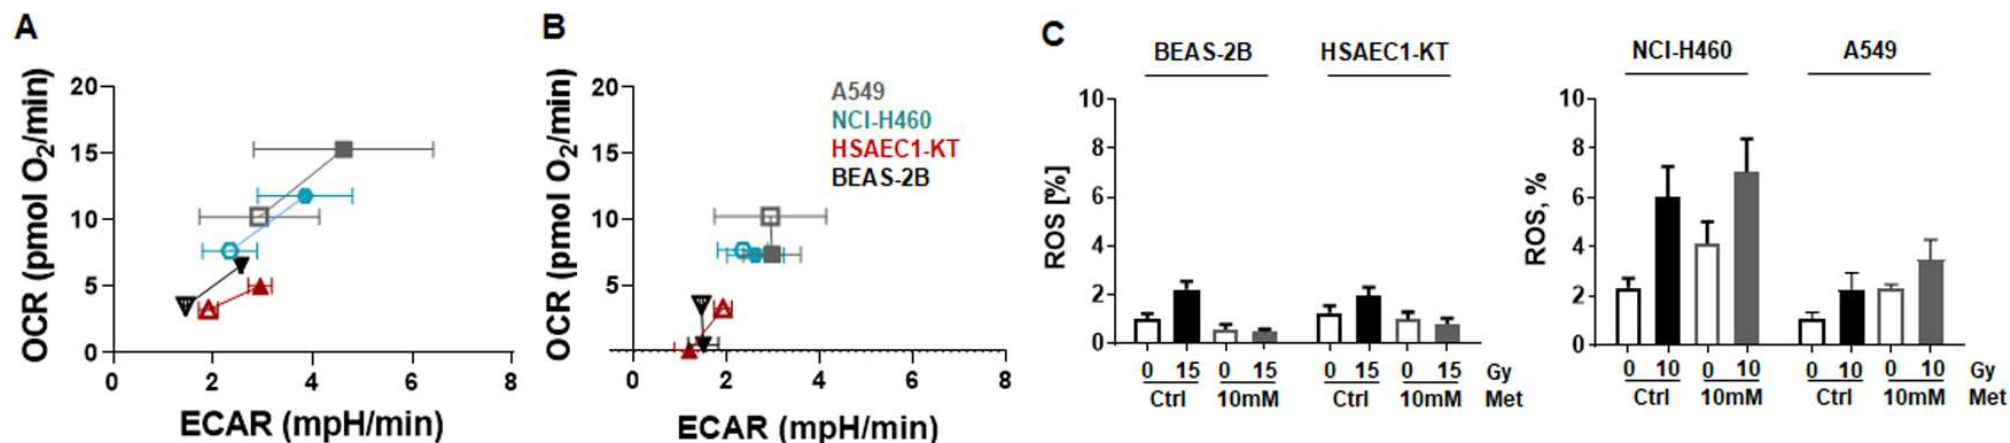 A
OCR (pmol O2/min)
20
15
10
5
0
0 2 4 6 8
ECAR (mpH/min)
B
OCR (pmol O2/min)
20
15
10
5
A549
NCI-H460
HSAEC1-KT
BEAS-2B
0 2 4 6 8
ECAR (mpH/min)
C
BEAS-2B HSAEC1-KT
ROS [%]
10
8
6
4
2
0
0 15 0 15 0 15 0 15 Gy
Ctrl 10mM Ctrl 10mM Met
NCI-H460 A549
ROS, %
10
8
6
4
2
0
0 10 0 10 0 10 0 10 Gy
Ctrl 10mM Ctrl 10mM Met